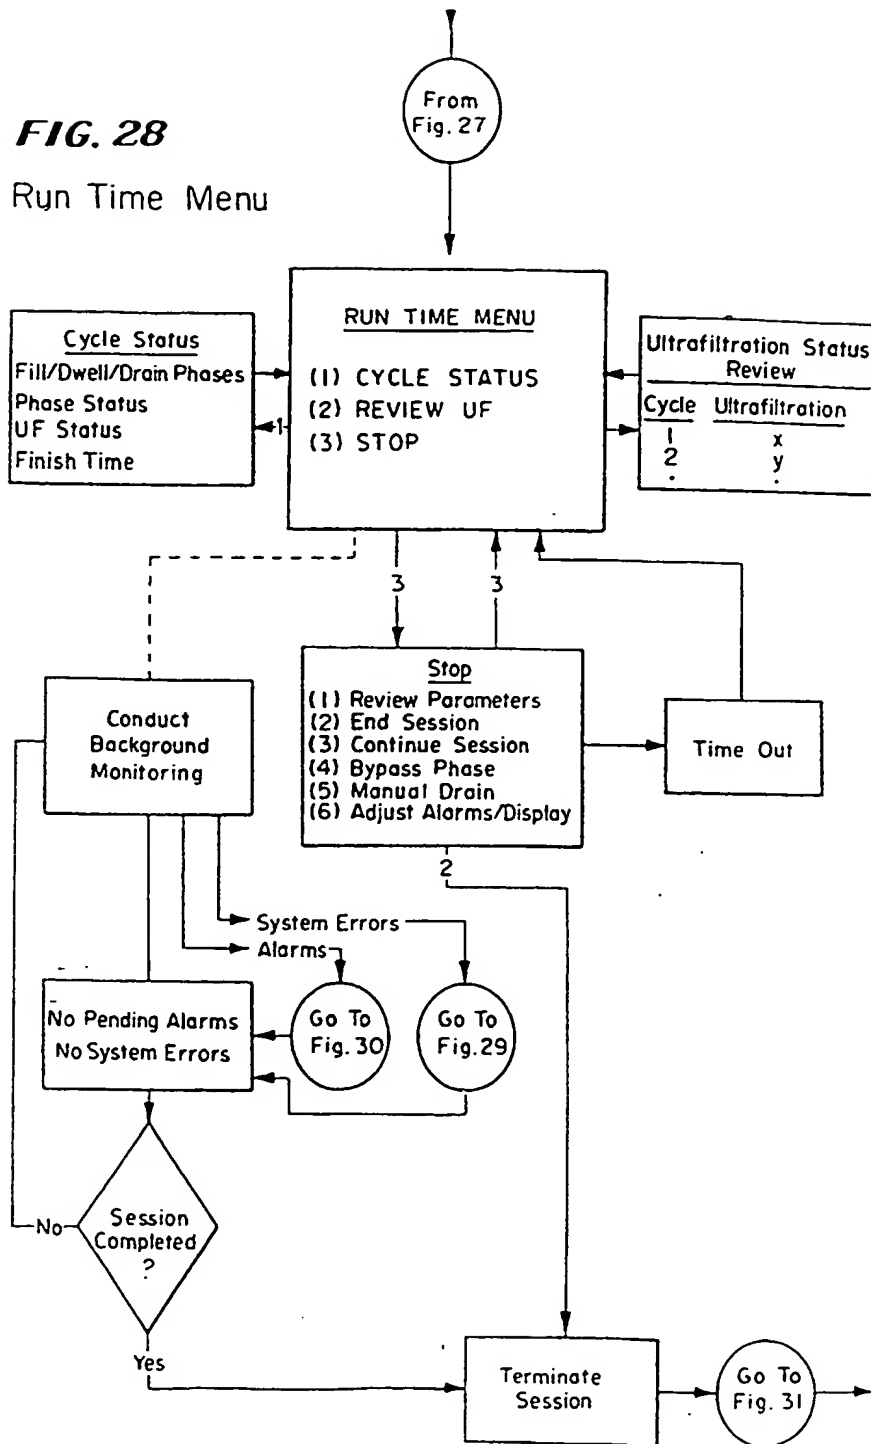 From
Fig. 27
FIG. 28
Run Time Menu
Cycle Status
Fill/Dwell/Drain Phases
Phase Status
UF Status
Finish Time
1
RUN TIME MENU
(1) CYCLE STATUS
(2) REVIEW UF
(3) STOP
Ultrafiltration Status
Review
Cycle Ultrafiltration
1 x
2 y
. .
3
3
Stop
(1) Review Parameters
(2) End Session
(3) Continue Session
(4) Bypass Phase
(5) Manual Drain
(6) Adjust Alarms/Display
Time Out
2
Conduct
Background
Monitoring
System Errors
Alarms
No Pending Alarms
No System Errors
Go To
Fig. 30
Go To
Fig. 29
Session
Completed
?
No
Yes
Terminate
Session
Go To
Fig. 31